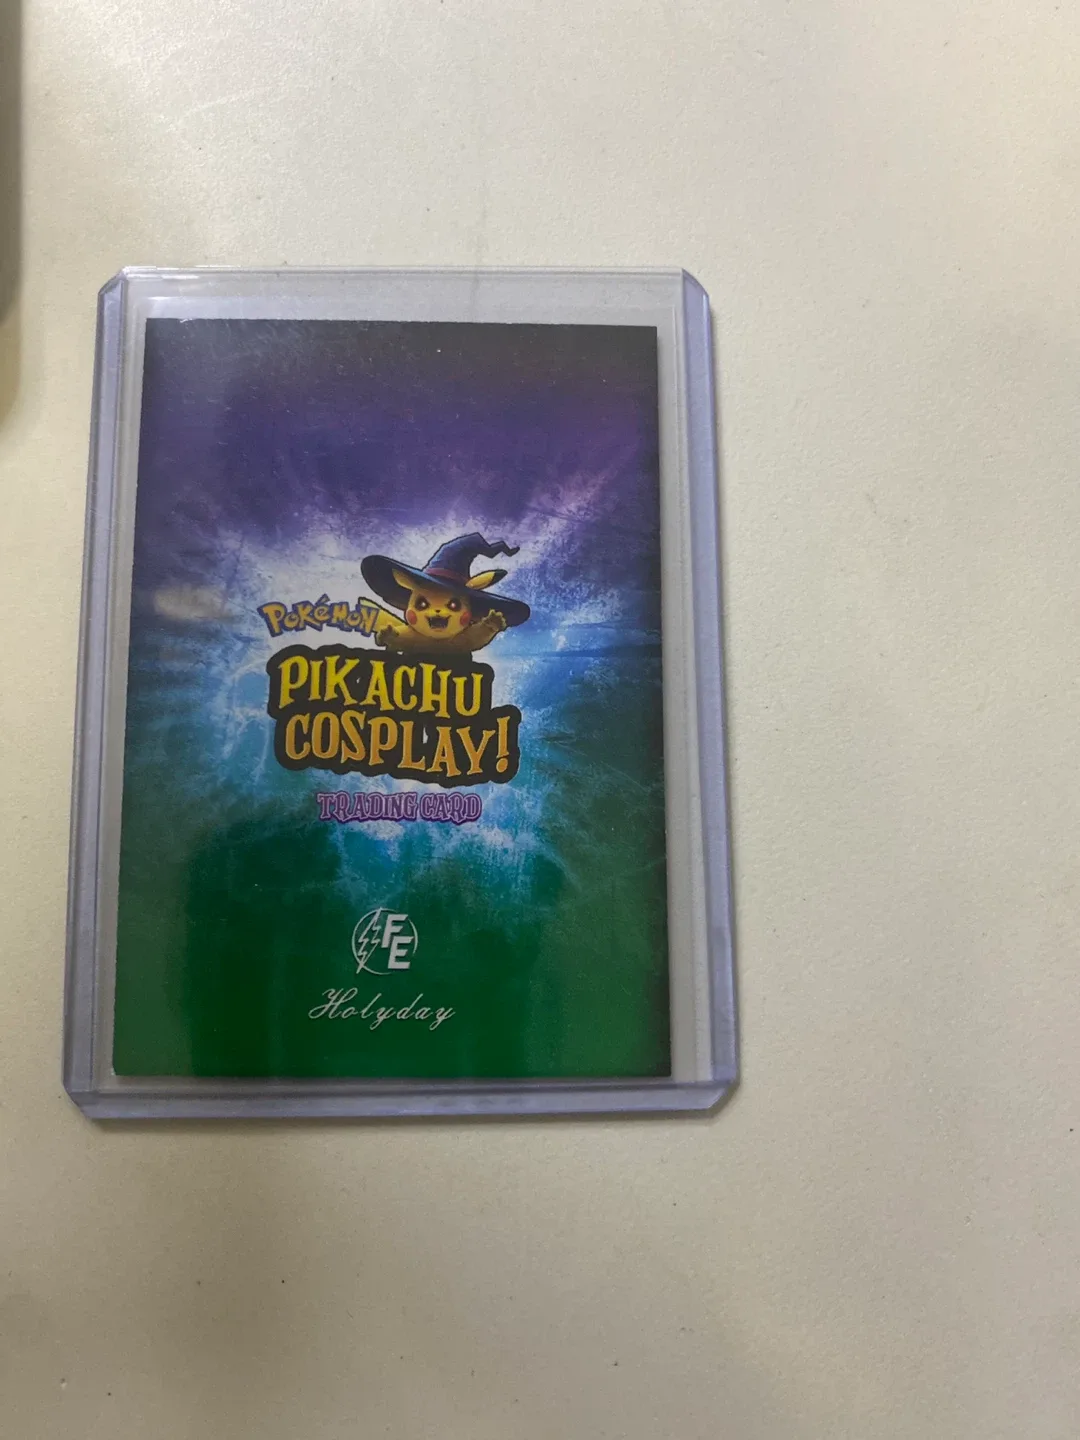 POKÉMON
PIKACHU
COSPLAY!
TRADING CARD
FE
Holyday